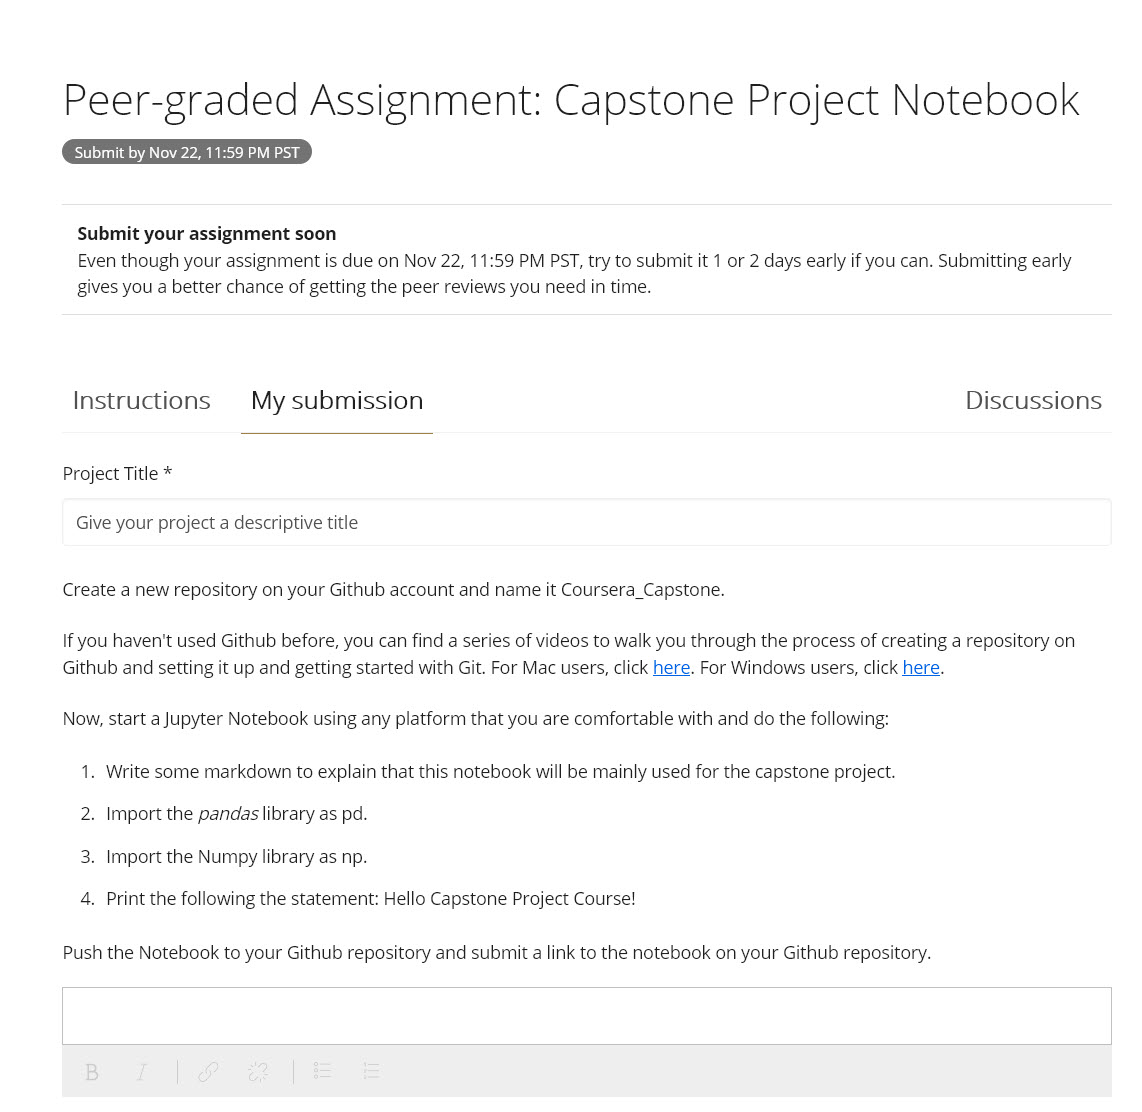 Peer-graded Assignment: Capstone Project Notebook
Submit by Nov 22, 11:59 PM PST
Submit your assignment soon
Even though your assignment is due on Nov 22, 11:59 PM PST, try to submit it 1 or 2 days early if you can. Submitting early
gives you a better chance of getting the peer reviews you need in time.
Instructions My submission Discussions
Project Title *
Give your project a descriptive title
Create a new repository on your Github account and name it Coursera_Capstone.
If you haven't used Github before, you can find a series of videos to walk you through the process of creating a repository on
Github and setting it up and getting started with Git. For Mac users, click here. For Windows users, click here.
Now, start a Jupyter Notebook using any platform that you are comfortable with and do the following:
1. Write some markdown to explain that this notebook will be mainly used for the capstone project.
2. Import the pandas library as pd.
3. Import the Numpy library as np.
4. Print the following the statement: Hello Capstone Project Course!
Push the Notebook to your Github repository and submit a link to the notebook on your Github repository.
B I